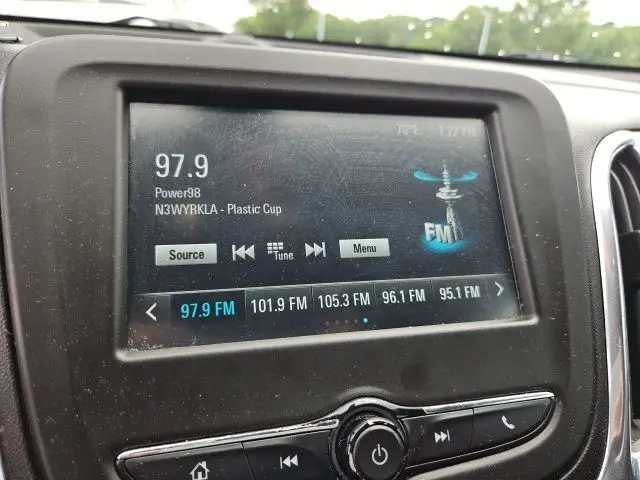 70°F 1:22 PM
97.9
Power98
N3WYRKLA - Plastic Cup
FM
Source Tune Menu
97.9 FM 101.9 FM 105.3 FM 96.1 FM 95.1 FM